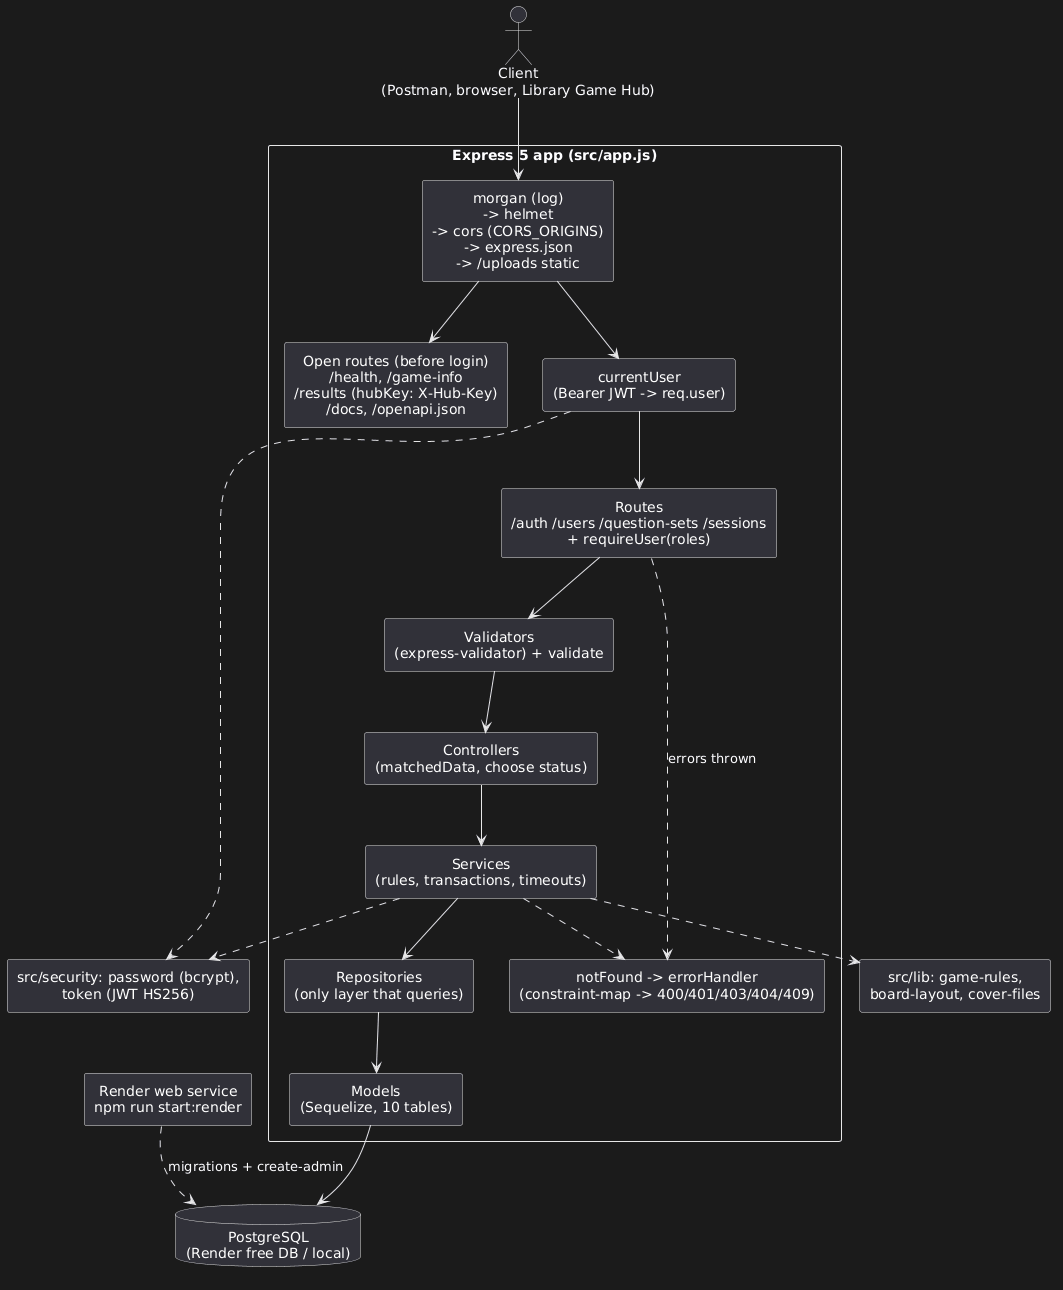 Client
(Postman, browser, Library Game Hub)
Express 5 app (src/app.js)
morgan (log)
-> helmet
-> cors (CORS_ORIGINS)
-> express.json
-> /uploads static
Open routes (before login)
/health, /game-info
/results (hubKey: X-Hub-Key)
/docs, /openapi.json
currentUser
(Bearer JWT -> req.user)
Routes
/auth /users /question-sets /sessions
+ requireUser(roles)
Validators
(express-validator) + validate
Controllers
(matchedData, choose status)
errors thrown
Services
(rules, transactions, timeouts)
src/security: password (bcrypt),
token (JWT HS256)
Repositories
(only layer that queries)
notFound -> errorHandler
(constraint-map -> 400/401/403/404/409)
src/lib: game-rules,
board-layout, cover-files
Render web service
npm run start:render
Models
(Sequelize, 10 tables)
migrations + create-admin
PostgreSQL
(Render free DB / local)